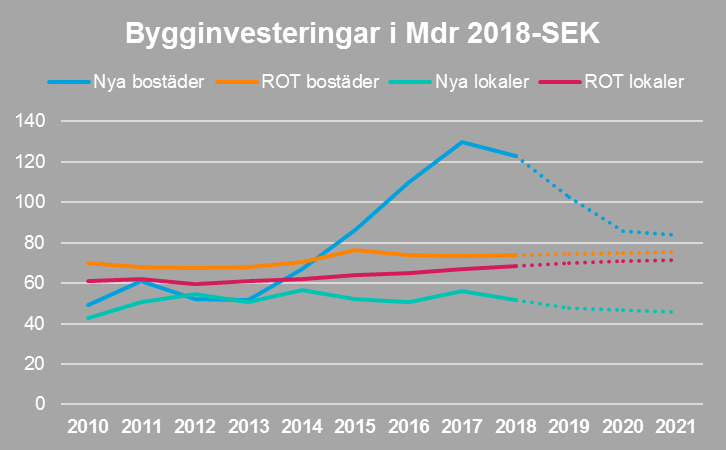 Bygginvesteringar i Mdr 2018-SEK
Nya bostäder ROT bostäder Nya lokaler ROT lokaler
140
120
100
80
60
40
20
0
2010 2011 2012 2013 2014 2015 2016 2017 2018 2019 2020 2021